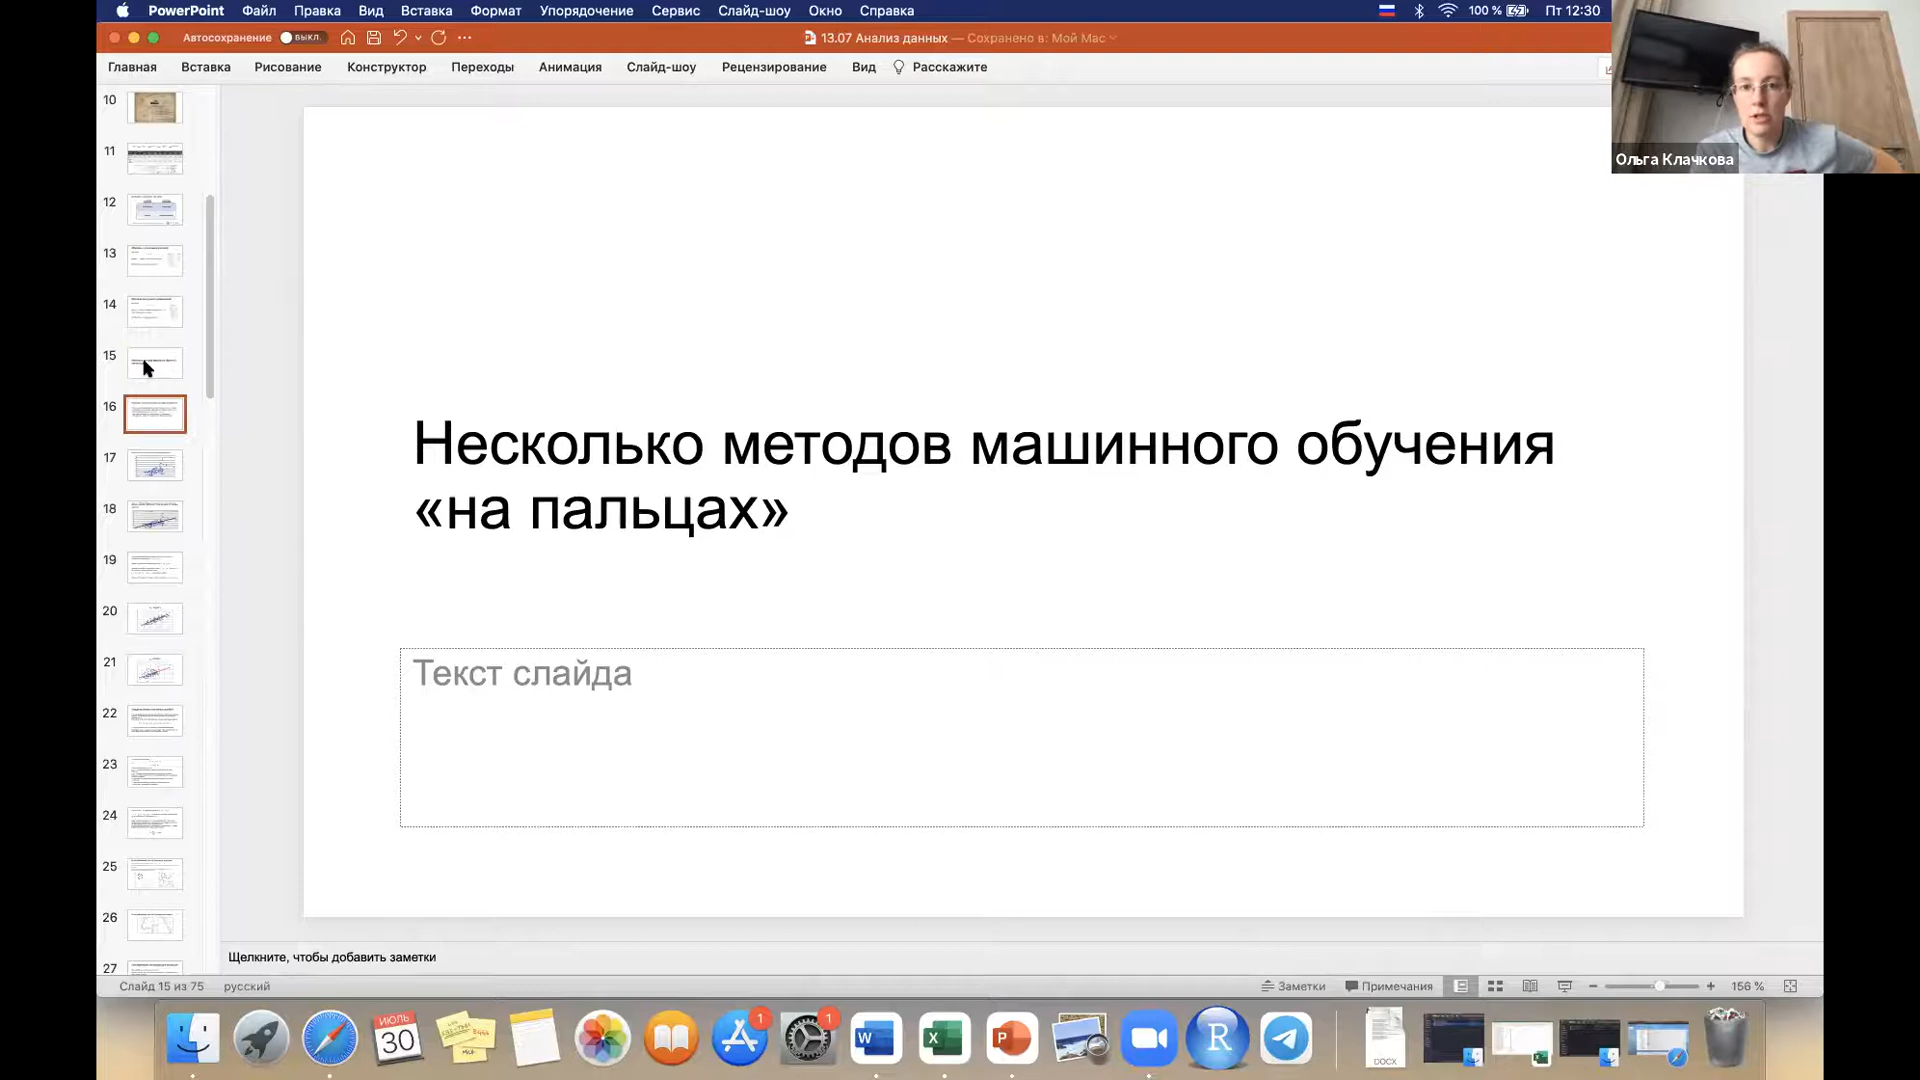 PowerPoint Файл Правка Вид Вставка Формат Упорядочение Сервис Слайд-шоу Окно Справка 100 % Пт 12:30
Автосохранение ВЫКЛ. 13.07 Анализ данных — Сохранено в: Мой Mac
Главная Вставка Рисование Конструктор Переходы Анимация Слайд-шоу Рецензирование Вид Расскажите
Ольга Клачкова
10
11
12
13
14
15
16
17
18
19
20
21
22
23
24
25
26
27
Несколько методов машинного обучения
«на пальцах»
Текст слайда
Щелкните, чтобы добавить заметки
Слайд 15 из 75 русский Заметки Примечания 156 %
ИЮЛЬ
30
1
1
W
X
P
R
DOCX